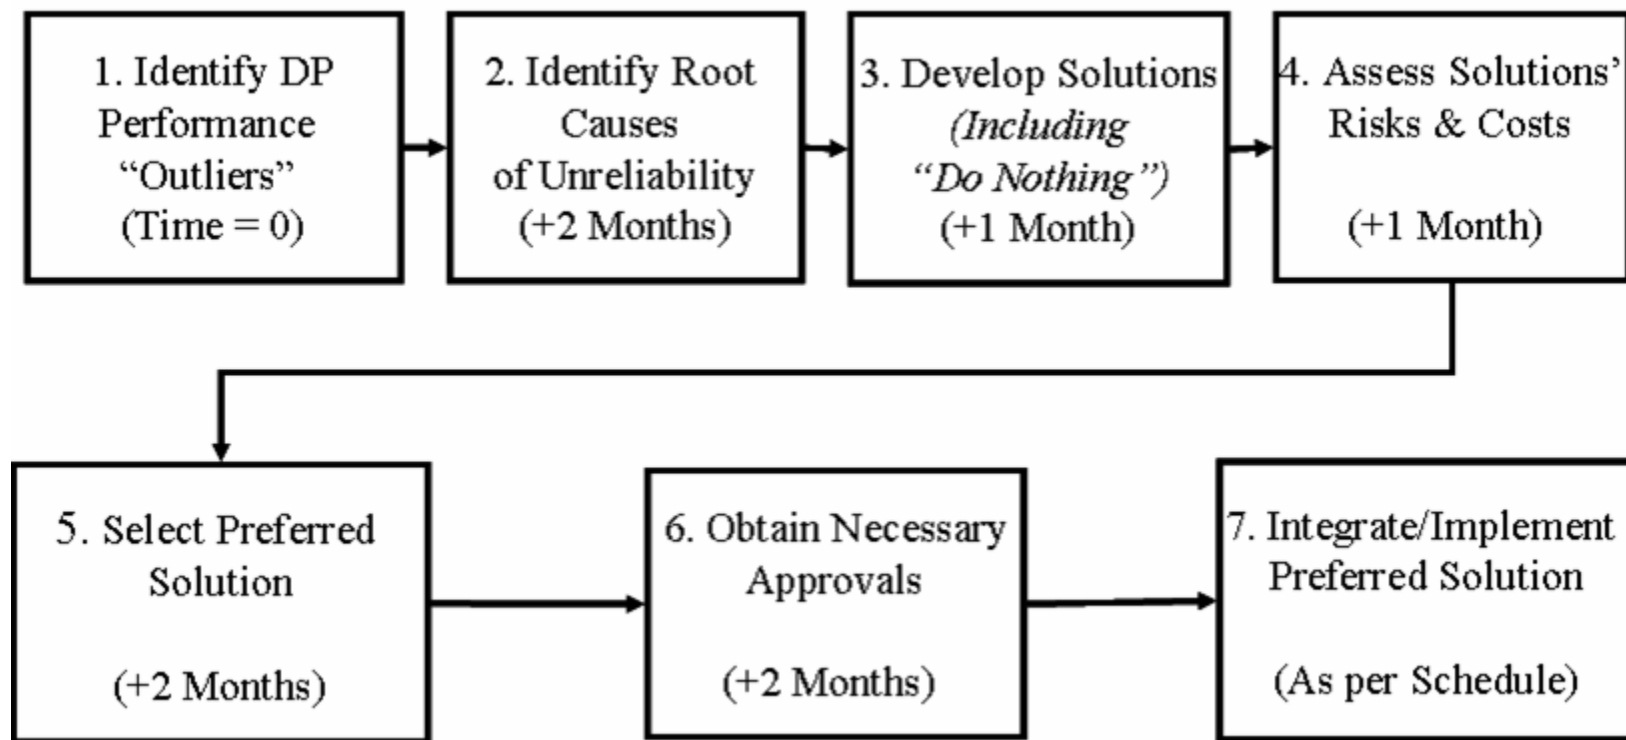 1. Identify DP
Performance
“Outliers”
(Time = 0)
2. Identify Root
Causes
of Unreliability
(+2 Months)
3. Develop Solutions
(Including
“Do Nothing”)
(+1 Month)
4. Assess Solutions’
Risks & Costs
(+1 Month)
5. Select Preferred
Solution
(+2 Months)
6. Obtain Necessary
Approvals
(+2 Months)
7. Integrate/Implement
Preferred Solution
(As per Schedule)